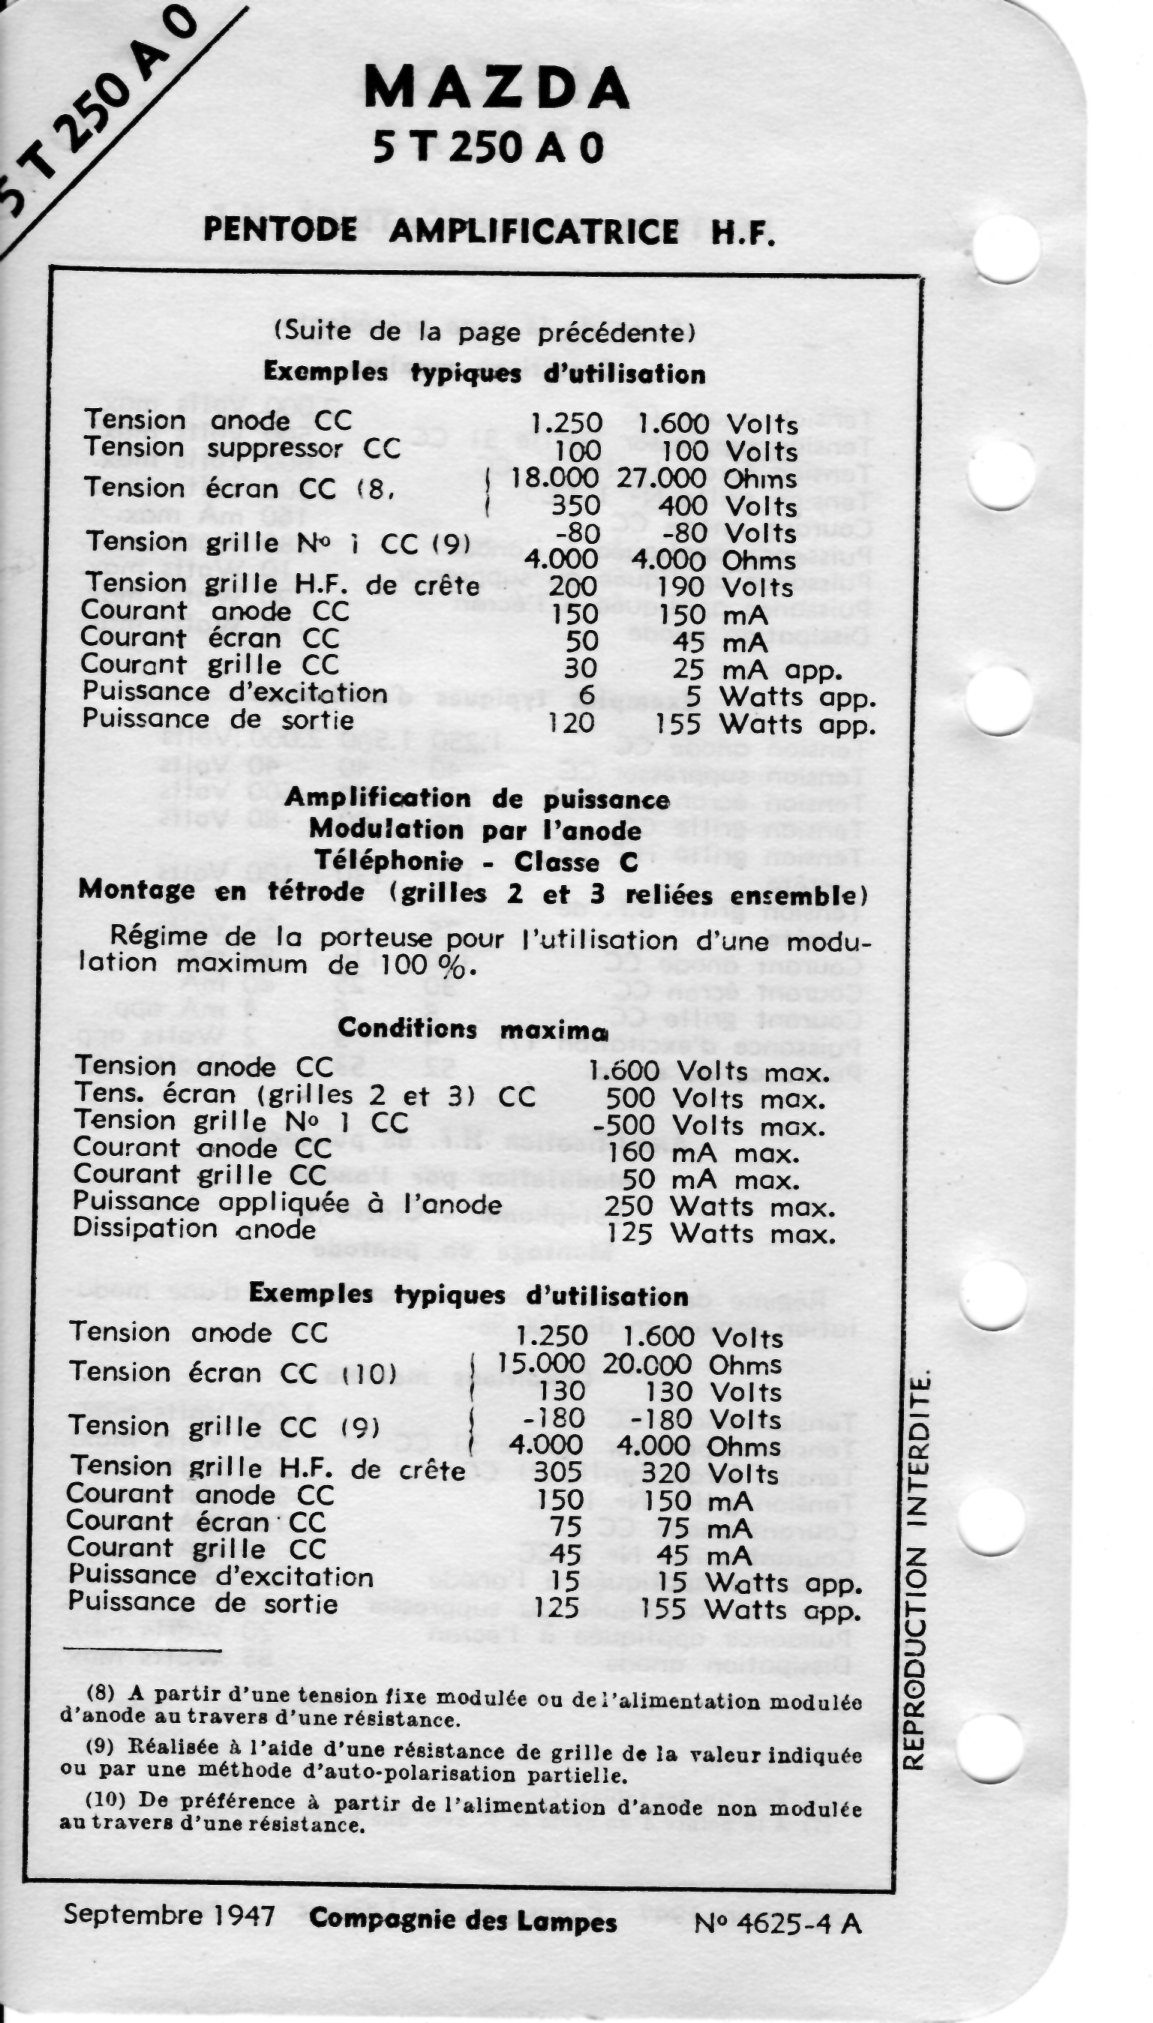 5 T 250 A 0
MAZDA
5 T 250 A 0
PENTODE AMPLIFICATRICE H.F.
(Suite de la page précédente)
Exemples typiques d'utilisation
Tension anode CC 1.250 1.600 Volts
Tension suppressor CC 100 100 Volts
Tension écran CC (8, 18.000 27.000 Ohms
350 400 Volts
Tension grille No 1 CC (9) -80 -80 Volts
4.000 4.000 Ohms
Tension grille H.F. de crête 200 190 Volts
Courant anode CC 150 150 mA
Courant écran CC 50 45 mA
Courant grille CC 30 25 mA app.
Puissance d'excitation 6 5 Watts app.
Puissance de sortie 120 155 Watts app.
Amplification de puissance
Modulation par l'anode
Téléphonie - Classe C
Montage en tétrode (grilles 2 et 3 reliées ensemble)
Régime de la porteuse pour l'utilisation d'une modu-
lation maximum de 100 %.
Conditions maxima
Tension anode CC 1.600 Volts max.
Tens. écran (grilles 2 et 3) CC 500 Volts max.
Tension grille No 1 CC -500 Volts max.
Courant anode CC 160 mA max.
Courant grille CC 50 mA max.
Puissance appliquée à l'anode 250 Watts max.
Dissipation anode 125 Watts max.
Exemples typiques d'utilisation
Tension anode CC 1.250 1.600 Volts
Tension écran CC (10) 15.000 20.000 Ohms
130 130 Volts
Tension grille CC (9) -180 -180 Volts
4.000 4.000 Ohms
Tension grille H.F. de crête 305 320 Volts
Courant anode CC 150 150 mA
Courant écran CC 75 75 mA
Courant grille CC 45 45 mA
Puissance d'excitation 15 15 Watts app.
Puissance de sortie 125 155 Watts app.
(8) A partir d'une tension fixe modulée ou de l'alimentation modulée
d'anode au travers d'une résistance.
(9) Réalisée à l'aide d'une résistance de grille de la valeur indiquée
ou par une méthode d'auto-polarisation partielle.
(10) De préférence à partir de l'alimentation d'anode non modulée
au travers d'une résistance.
REPRODUCTION INTERDITE.
Septembre 1947 Compagnie des Lampes No 4625-4 A